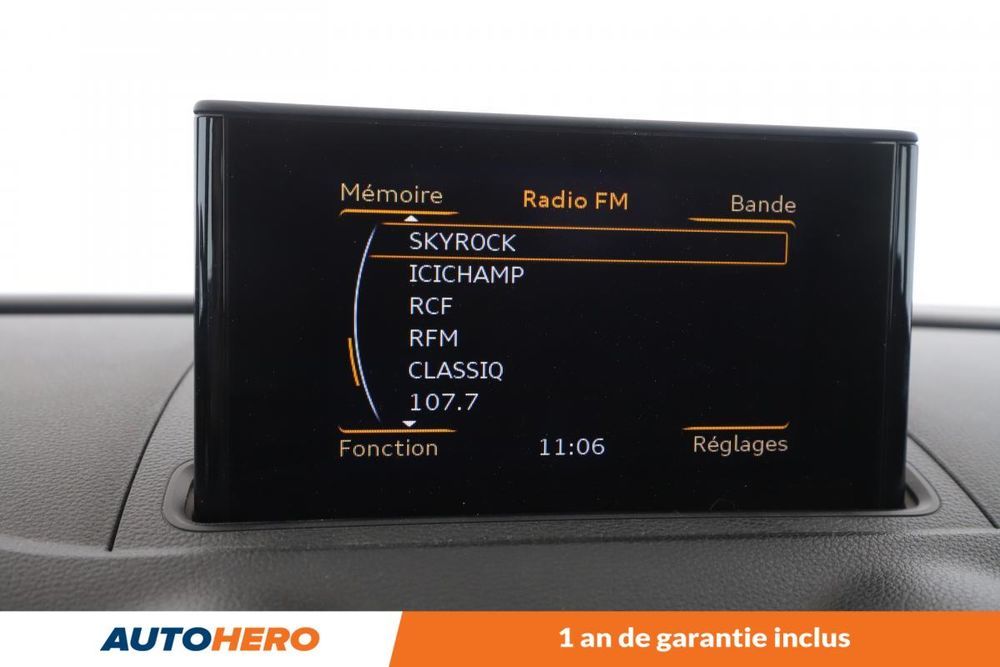 Mémoire Radio FM Bande
SKYROCK
ICICHAMP
RCF
RFM
CLASSIQ
107.7
Fonction 11:06 Réglages
AUTOHERO 1 an de garantie inclus